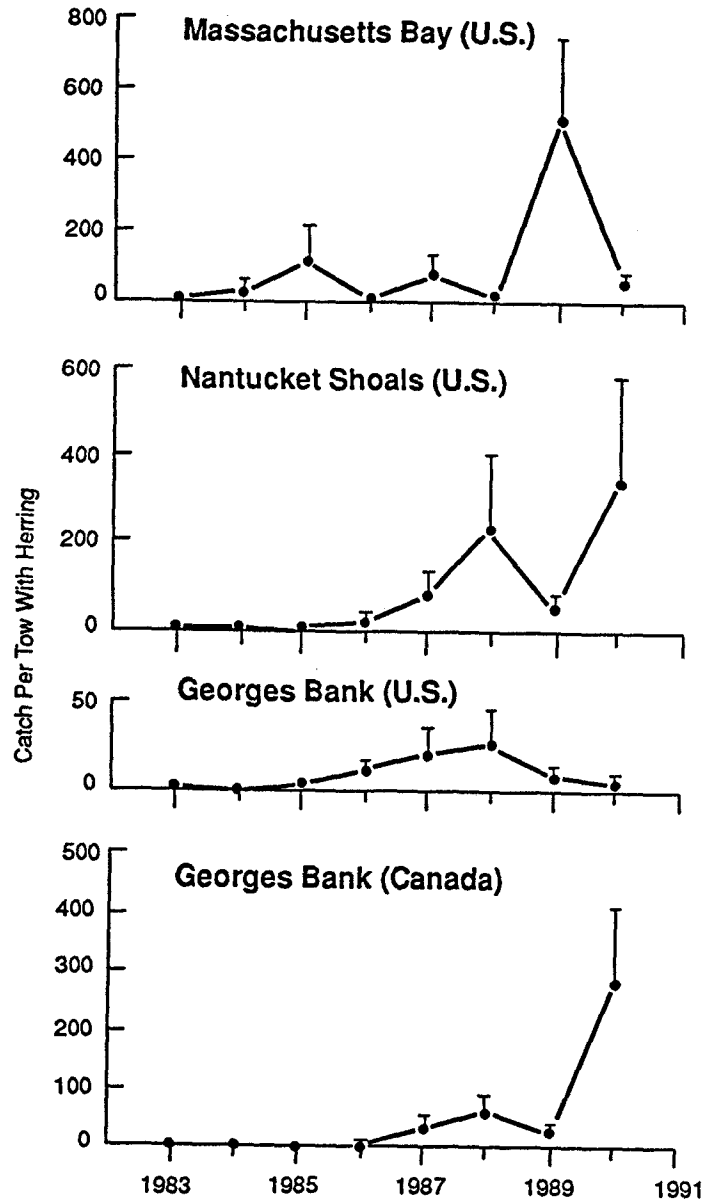 Massachusetts Bay (U.S.)
800
600
400
200
0
Nantucket Shoals (U.S.)
600
400
200
0
Catch Per Tow With Herring
Georges Bank (U.S.)
50
0
Georges Bank (Canada)
500
400
300
200
100
0
1983 1985 1987 1989 1991